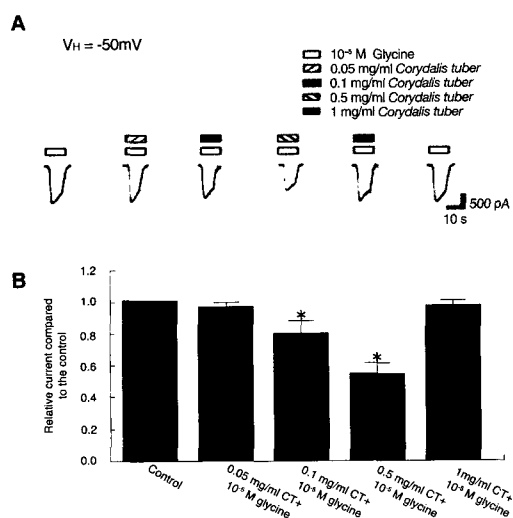 A
VH = -50mV
10⁻⁵ M Glycine
0.05 mg/ml Corydalis tuber
0.1 mg/ml Corydalis tuber
0.5 mg/ml Corydalis tuber
1 mg/ml Corydalis tuber
500 pA
10 s
B
Relative current compared
to the control
1.2
1.0
0.8
0.6
0.4
0.2
0.0
*
*
Control
0.05 mg/ml CT+
10⁻⁵ M glycine
0.1 mg/ml CT+
10⁻⁵ M glycine
0.5 mg/ml CT+
10⁻⁵ M glycine
1mg/ml CT+
10⁻⁵ M glycine